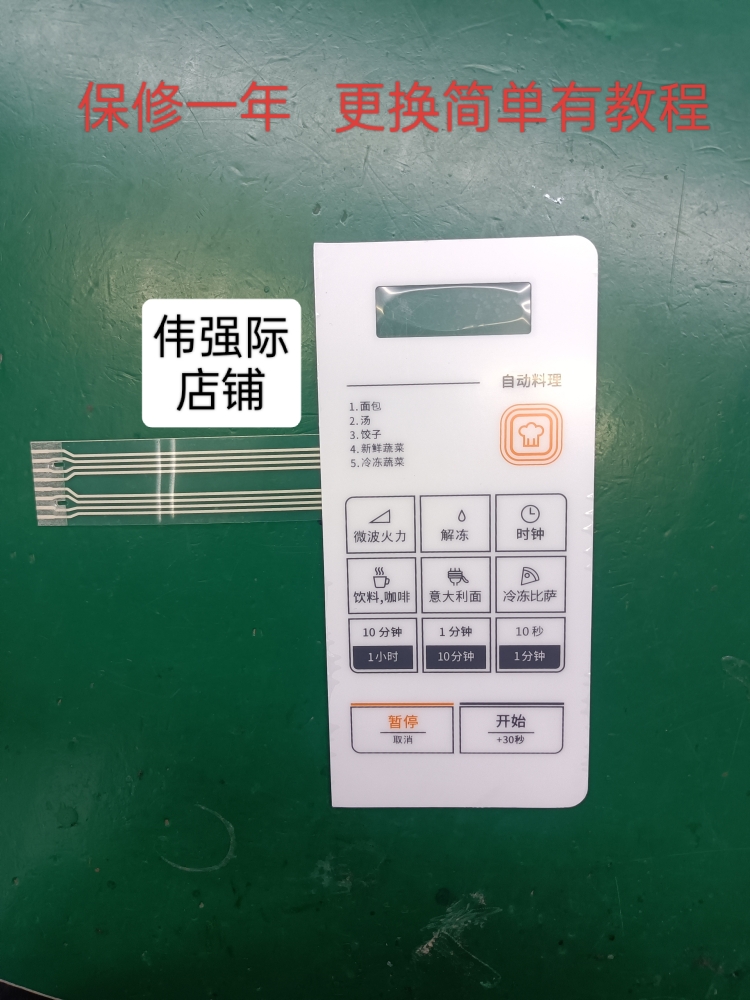 保修一年 更换简单有教程
伟强际
店铺
自动料理
1.面包
2.汤
3.饺子
4.新鲜蔬菜
5.冷冻蔬菜
微波火力
解冻
时钟
饮料,咖啡
意大利面
冷冻比萨
10 分钟
1 分钟
10 秒
1小时
10分钟
1分钟
暂停
取消
开始
+30秒